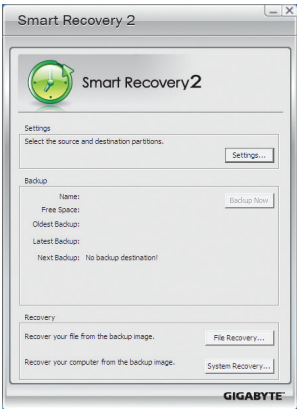 Smart Recovery 2
Smart Recovery2
Settings
Select the source and destination partitions.
Settings...
Backup
Name:
Backup Now
Free Space:
Oldest Backup:
Latest Backup:
Next Backup: No backup destination!
Recovery
Recover your file from the backup image.
File Recovery...
Recover your computer from the backup image.
System Recovery...
GIGABYTE™